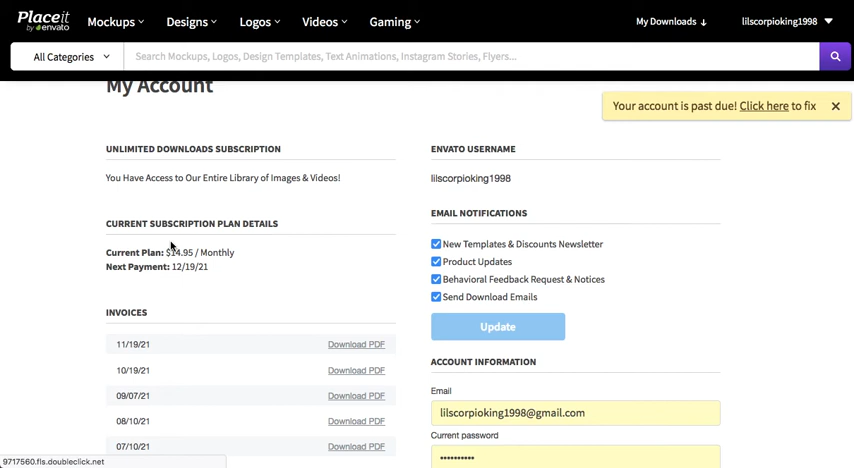 Placeit
by envato
Mockups
Designs
Logos
Videos
Gaming
My Downloads
lilscorpioking1998
All Categories
Search Mockups, Logos, Design Templates, Text Animations, Instagram Stories, Flyers...
My Account
Your account is past due! Click here to fix
UNLIMITED DOWNLOADS SUBSCRIPTION
You Have Access to Our Entire Library of Images & Videos!
CURRENT SUBSCRIPTION PLAN DETAILS
Current Plan: $14.95 / Monthly
Next Payment: 12/19/21
INVOICES
11/19/21 Download PDF
10/19/21 Download PDF
09/07/21 Download PDF
08/10/21 Download PDF
07/10/21 Download PDF
ENVATO USERNAME
lilscorpioking1998
EMAIL NOTIFICATIONS
New Templates & Discounts Newsletter
Product Updates
Behavioral Feedback Request & Notices
Send Download Emails
Update
ACCOUNT INFORMATION
Email
lilscorpioking1998@gmail.com
Current password
••••••••••
9717560.fls.doubleclick.net